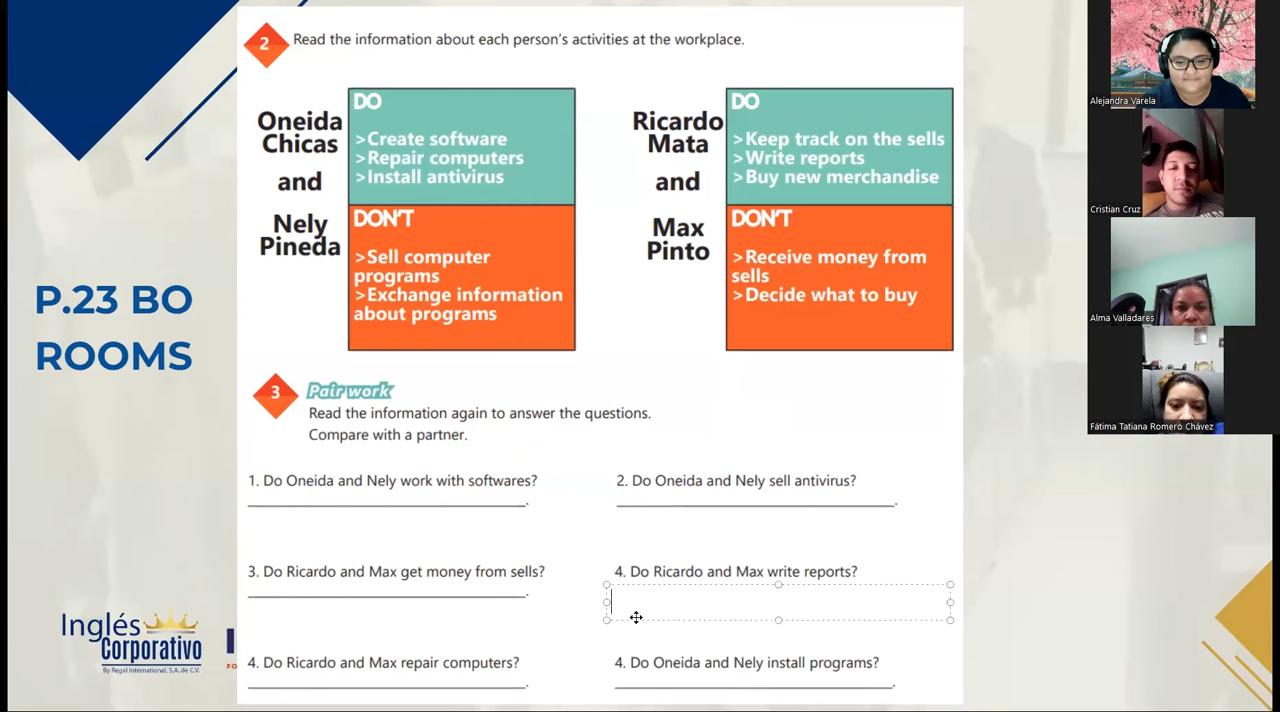 2
Read the information about each person's activities at the workplace.
Oneida
Chicas
and
Nely
Pineda
DO
>Create software
>Repair computers
>Install antivirus
DON'T
>Sell computer
programs
>Exchange information
about programs
Ricardo
Mata
and
Max
Pinto
DO
>Keep track on the sells
>Write reports
>Buy new merchandise
DON'T
>Receive money from
sells
>Decide what to buy
P.23 BO
ROOMS
3
Pair work
Read the information again to answer the questions.
Compare with a partner.
1. Do Oneida and Nely work with softwares?
2. Do Oneida and Nely sell antivirus?
3. Do Ricardo and Max get money from sells?
4. Do Ricardo and Max write reports?
4. Do Ricardo and Max repair computers?
4. Do Oneida and Nely install programs?
Inglés
Corporativo
By Regal International, S.A. de C.V.
FO
Alejandra Varela
Cristian Cruz
Alma Valladares
Fátima Tatiana Romero Chávez